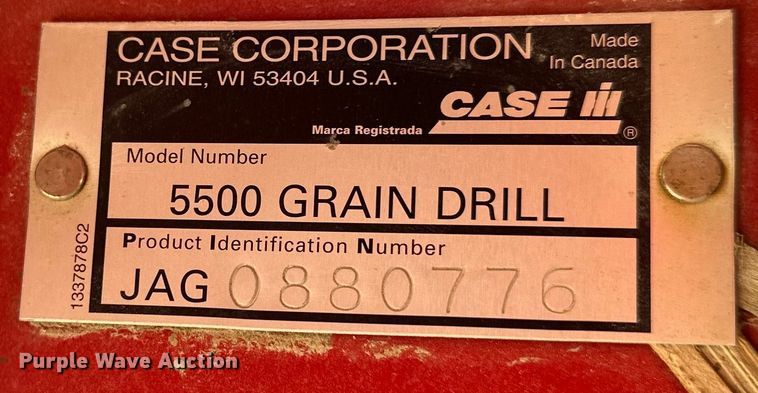 CASE CORPORATION
Made
In Canada
RACINE, WI 53404 U.S.A.
CASE IH
Marca Registrada
®
Model Number
5500 GRAIN DRILL
Product Identification Number
JAG 0880776
1337878C2
Purple Wave Auction